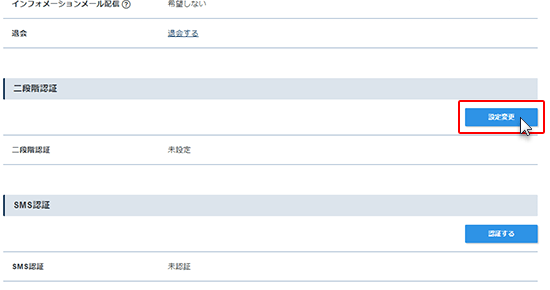 インフォメーションメール配信 ? 希望しない
退会 退会する
二段階認証
設定変更
二段階認証 未設定
SMS認証
認証する
SMS認証 未認証